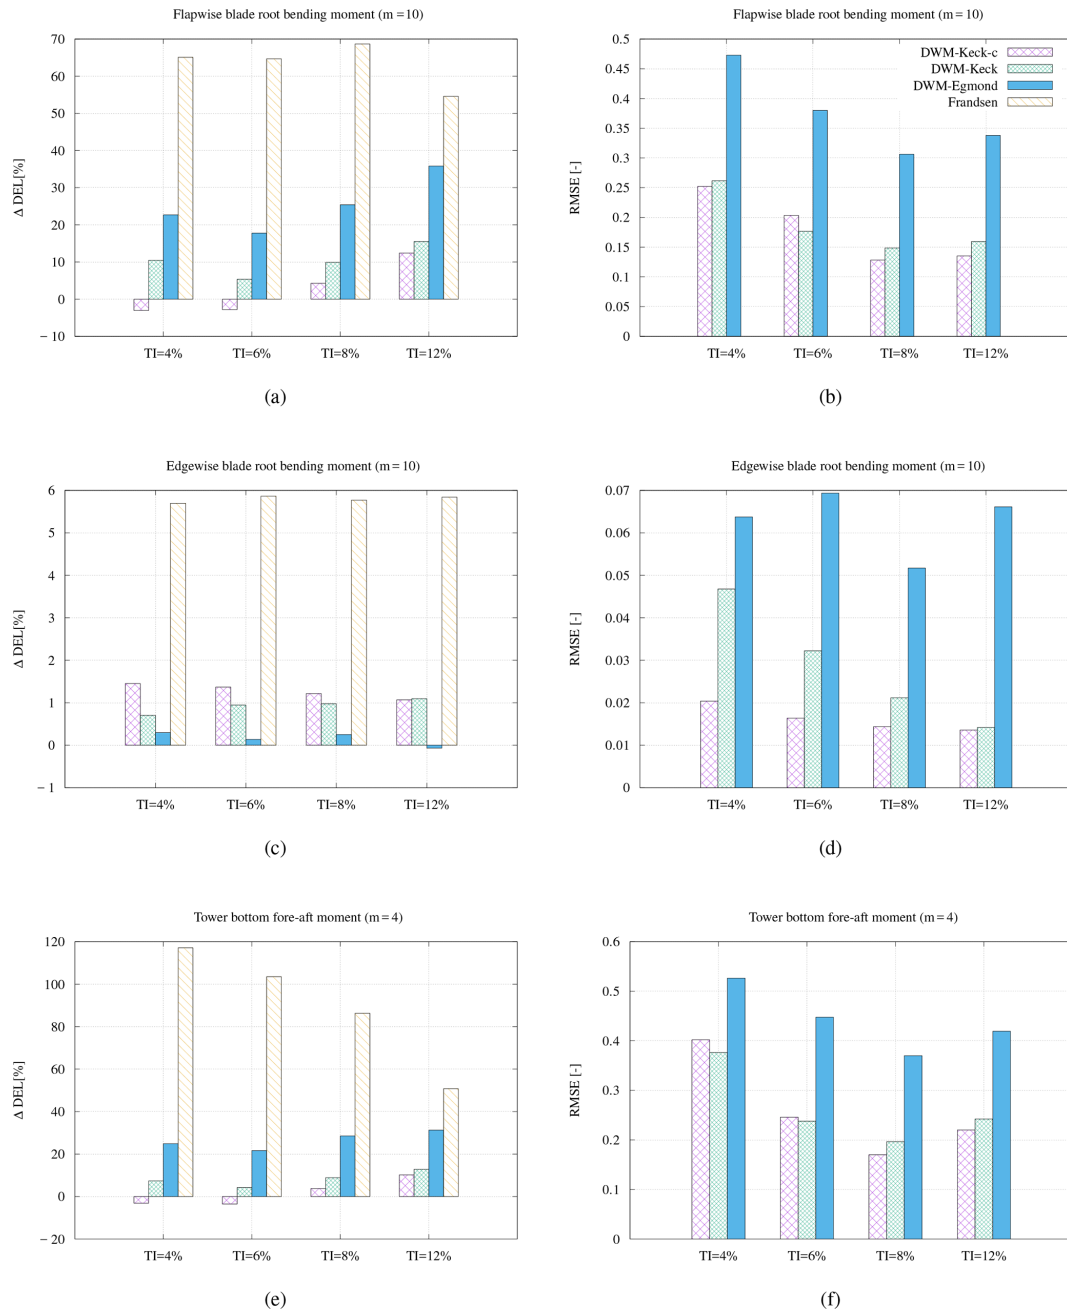 Flapwise blade root bending moment (m = 10)
Δ DEL[%]
70
60
50
40
30
20
10
0
− 10
TI=4%
TI=6%
TI=8%
TI=12%
(a)
Flapwise blade root bending moment (m = 10)
RMSE [-]
0.5
0.45
0.4
0.35
0.3
0.25
0.2
0.15
0.1
0.05
0
DWM-Keck-c
DWM-Keck
DWM-Egmond
Frandsen
TI=4%
TI=6%
TI=8%
TI=12%
(b)
Edgewise blade root bending moment (m = 10)
Δ DEL[%]
6
5
4
3
2
1
0
− 1
TI=4%
TI=6%
TI=8%
TI=12%
(c)
Edgewise blade root bending moment (m = 10)
RMSE [-]
0.07
0.06
0.05
0.04
0.03
0.02
0.01
0
TI=4%
TI=6%
TI=8%
TI=12%
(d)
Tower bottom fore-aft moment (m = 4)
Δ DEL[%]
120
100
80
60
40
20
0
− 20
TI=4%
TI=6%
TI=8%
TI=12%
(e)
Tower bottom fore-aft moment (m = 4)
RMSE [-]
0.6
0.5
0.4
0.3
0.2
0.1
0
TI=4%
TI=6%
TI=8%
TI=12%
(f)